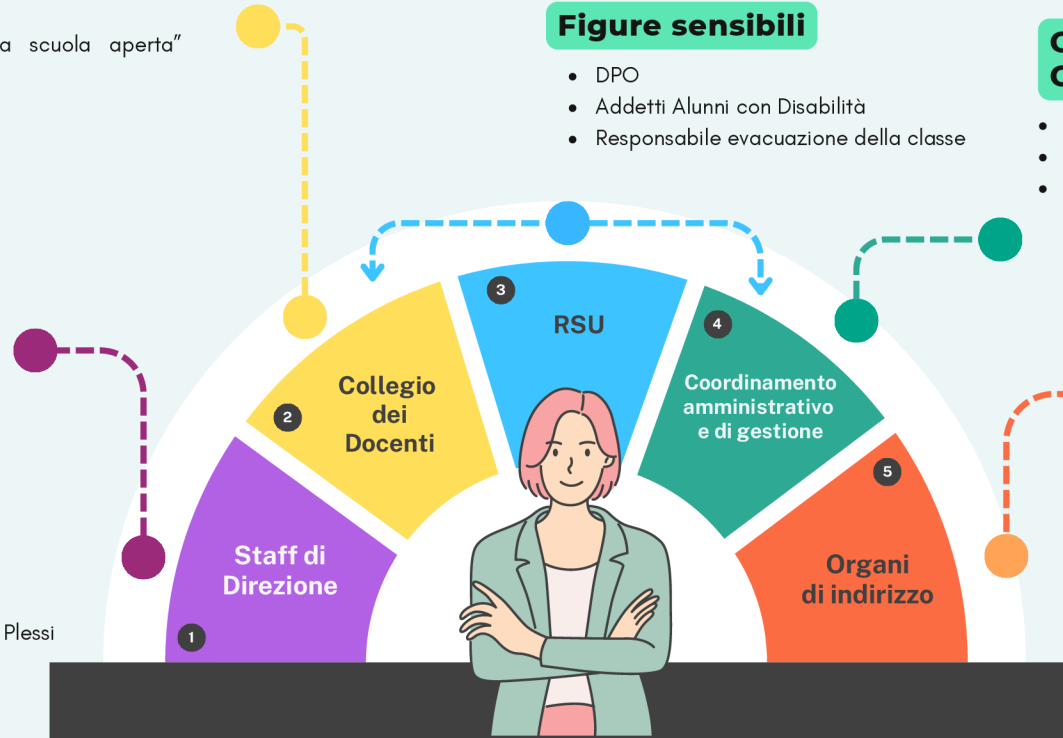 a scuola aperta”
Figure sensibili
• DPO
• Addetti Alunni con Disabilità
• Responsabile evacuazione della classe
3
RSU
4
Coordinamento
amministrativo
e di gestione
2
Collegio
dei
Docenti
5
Organi
di indirizzo
Staff di
Direzione
1
Plessi